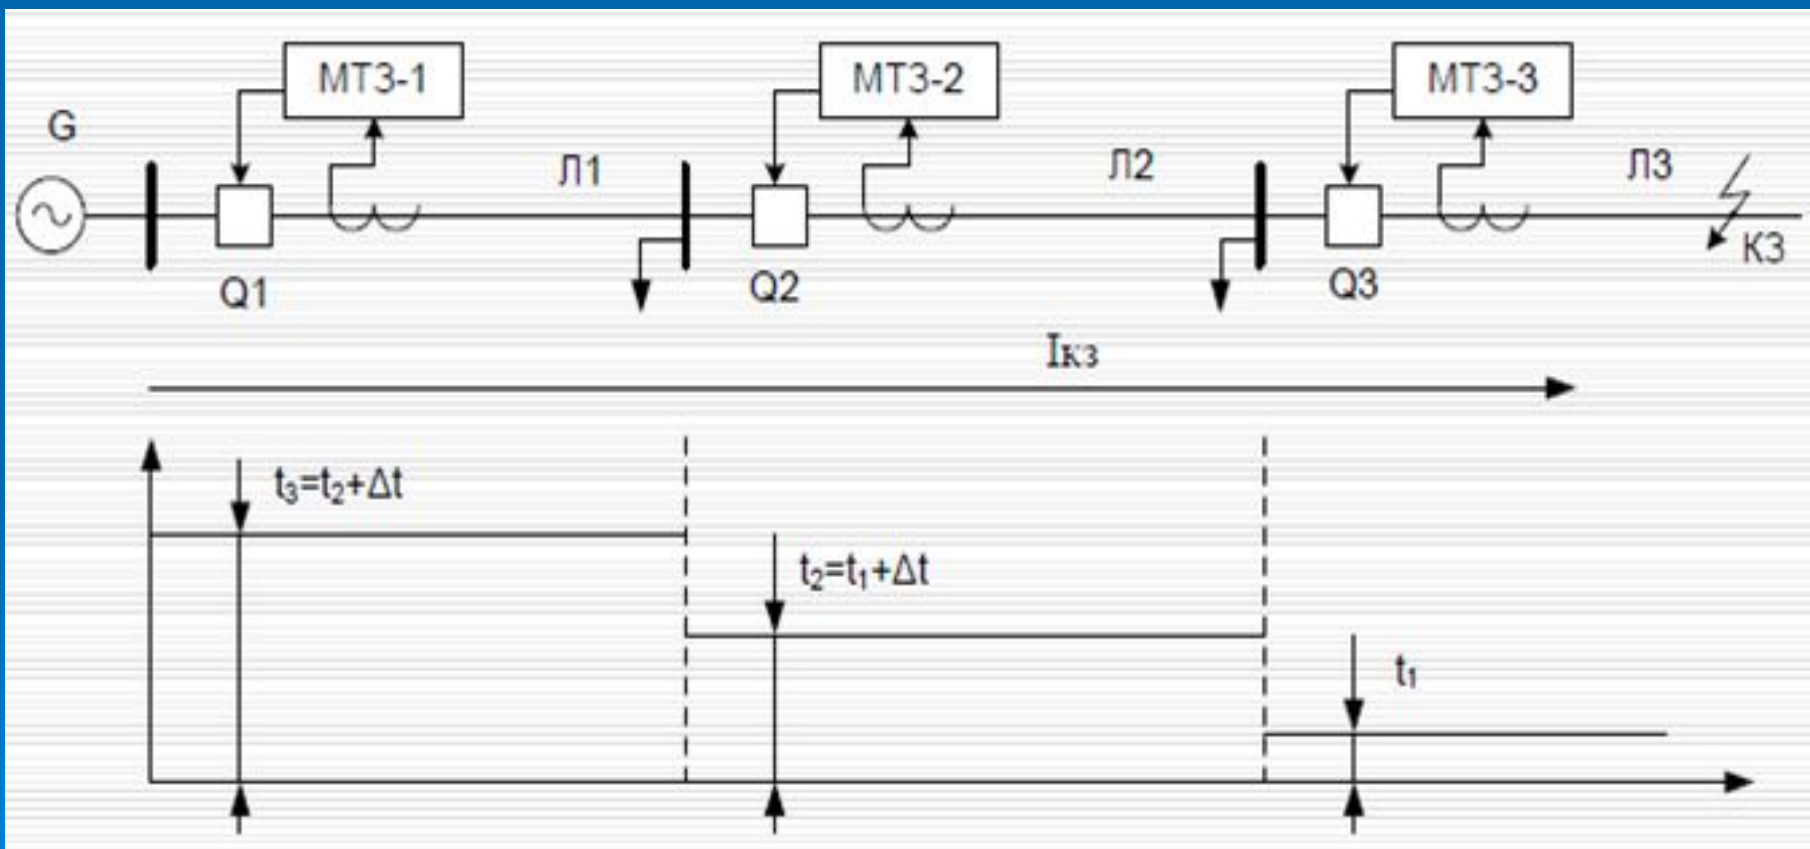 МТЗ-1
МТЗ-2
МТЗ-3
G
Л1
Л2
Л3
КЗ
Q1
Q2
Q3
Iкз
t₃=t₂+Δt
t₂=t₁+Δt
t₁